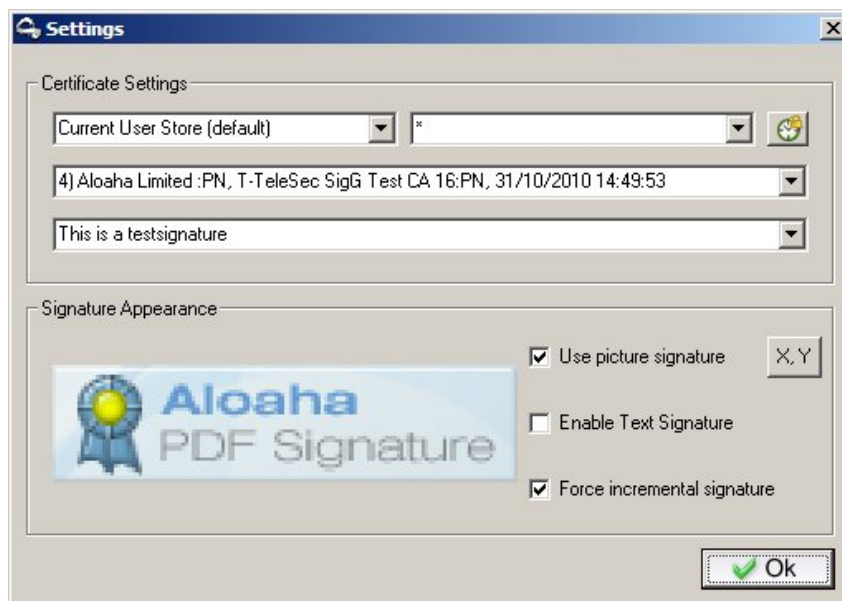 Settings
Certificate Settings
Current User Store (default) *
4) Aloaha Limited :PN, T-TeleSec SigG Test CA 16:PN, 31/10/2010 14:49:53
This is a testsignature
Signature Appearance
Aloaha
PDF Signature
Use picture signature X,Y
Enable Text Signature
Force incremental signature
Ok